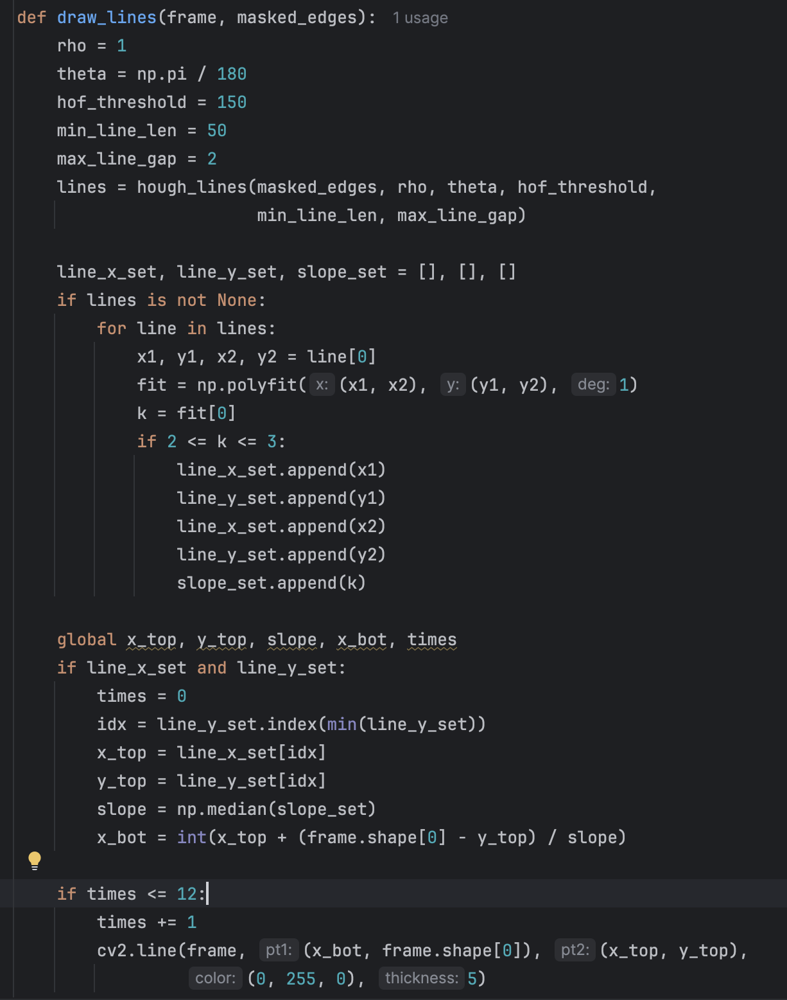 def draw_lines(frame, masked_edges): 1 usage
    rho = 1
    theta = np.pi / 180
    hof_threshold = 150
    min_line_len = 50
    max_line_gap = 2
    lines = hough_lines(masked_edges, rho, theta, hof_threshold,
                        min_line_len, max_line_gap)

    line_x_set, line_y_set, slope_set = [], [], []
    if lines is not None:
        for line in lines:
            x1, y1, x2, y2 = line[0]
            fit = np.polyfit( x: (x1, x2), y: (y1, y2), deg: 1)
            k = fit[0]
            if 2 <= k <= 3:
                line_x_set.append(x1)
                line_y_set.append(y1)
                line_x_set.append(x2)
                line_y_set.append(y2)
                slope_set.append(k)

    global x_top, y_top, slope, x_bot, times
    if line_x_set and line_y_set:
        times = 0
        idx = line_y_set.index(min(line_y_set))
        x_top = line_x_set[idx]
        y_top = line_y_set[idx]
        slope = np.median(slope_set)
        x_bot = int(x_top + (frame.shape[0] - y_top) / slope)

    if times <= 12:
        times += 1
        cv2.line(frame, pt1: (x_bot, frame.shape[0]), pt2: (x_top, y_top),
                 color: (0, 255, 0), thickness: 5)